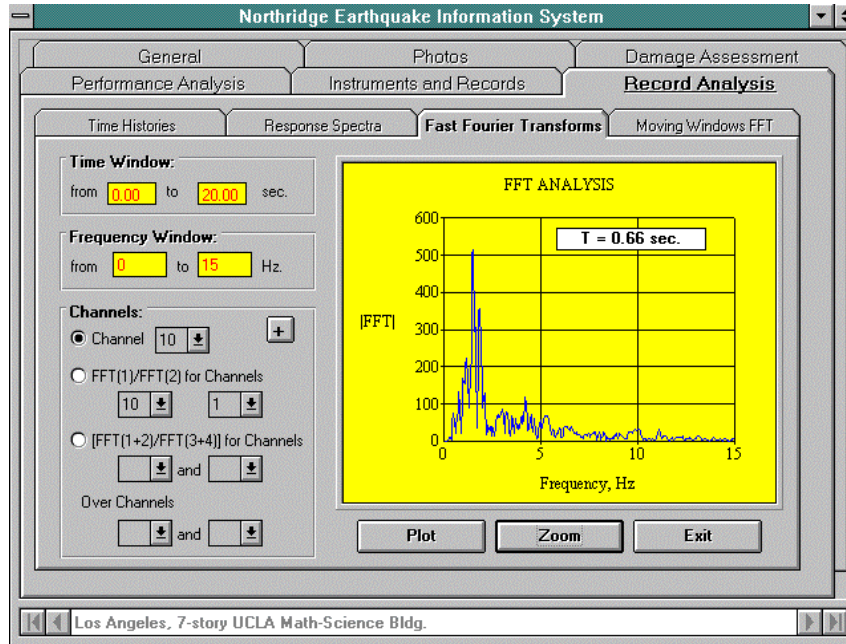 Northridge Earthquake Information System
General Photos Damage Assessment
Performance Analysis Instruments and Records Record Analysis
Time Histories Response Spectra Fast Fourier Transforms Moving Windows FFT
Time Window:
from 0.00 to 20.00 sec.
Frequency Window:
from 0 to 15 Hz.
Channels:
Channel 10 +
FFT(1)/FFT(2) for Channels
10 1
[FFT(1+2)/FFT(3+4)] for Channels
and
Over Channels
and
FFT ANALYSIS
T = 0.66 sec.
600
500
400
300
200
100
0
|FFT|
0 5 10 15
Frequency, Hz
Plot Zoom Exit
Los Angeles, 7-story UCLA Math-Science Bldg.